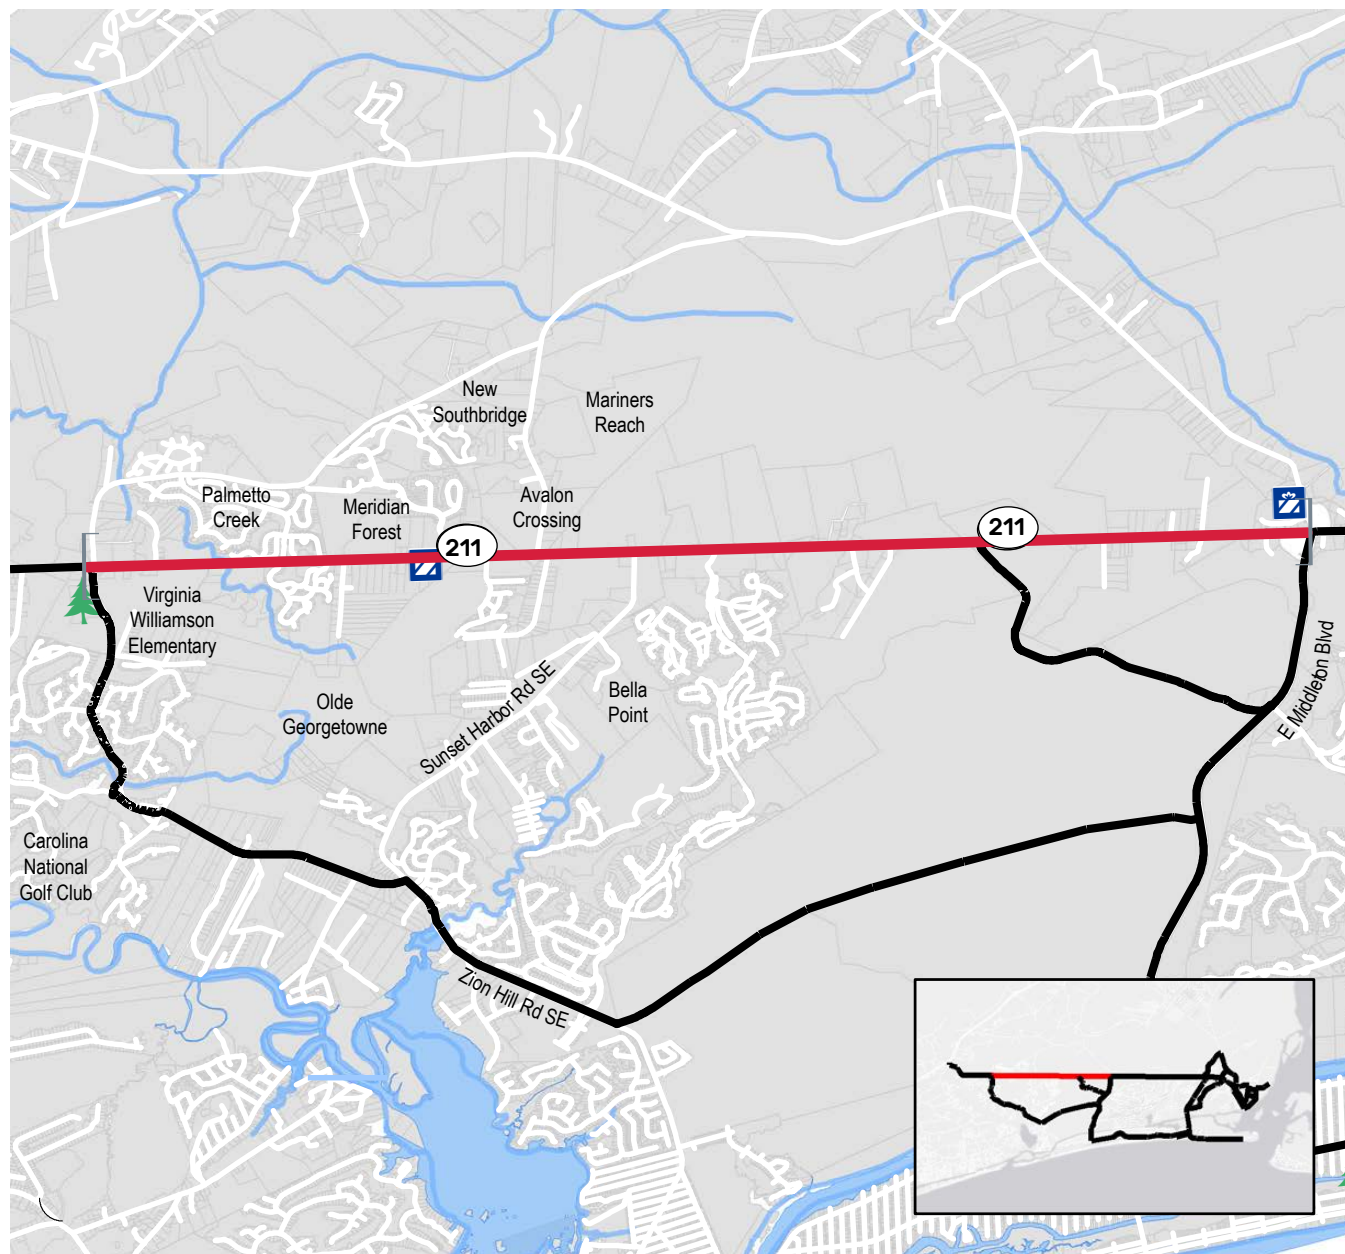 New
Southbridge
Mariners
Reach
Palmetto
Creek
Meridian
Forest
Avalon
Crossing
211
211
Virginia
Williamson
Elementary
Olde
Georgetowne
Sunset Harbor Rd SE
Bella
Point
E Middleton Blvd
Carolina
National
Golf Club
Zion Hill Rd SE